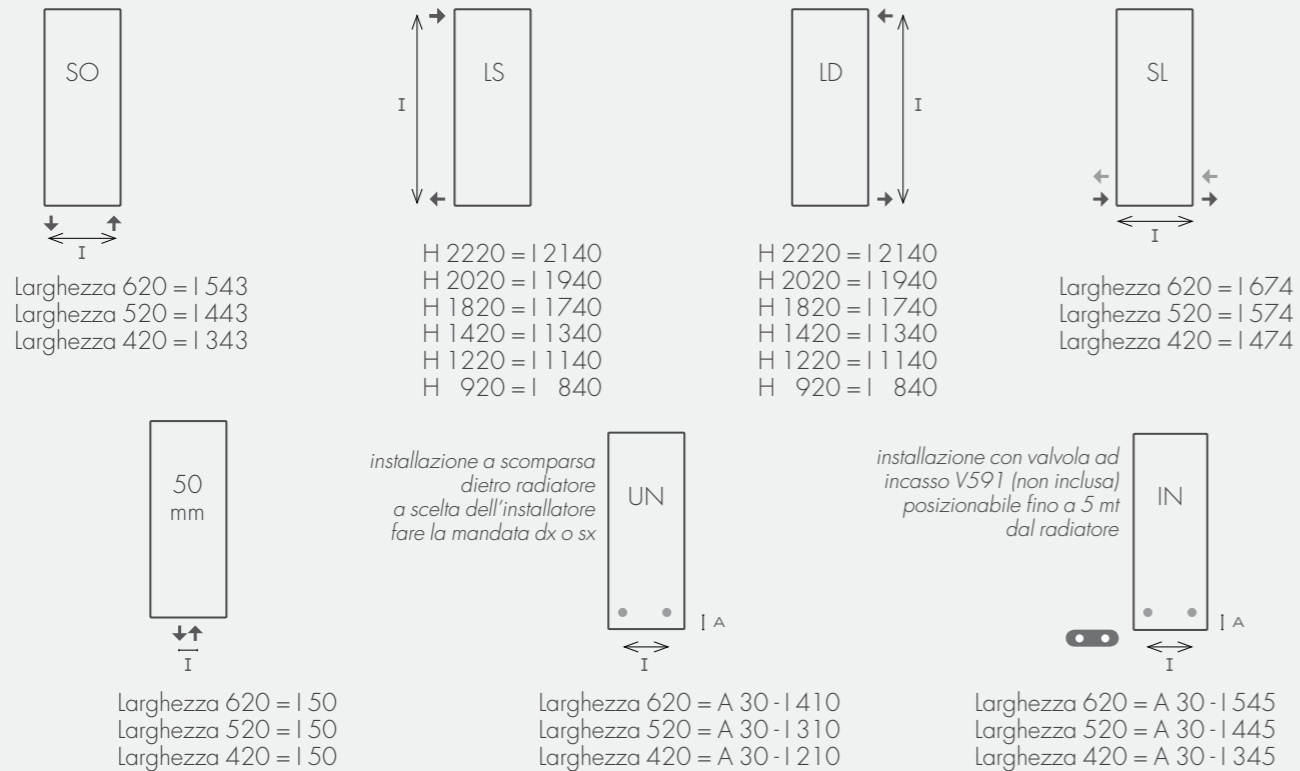 SO
I
Larghezza 620 = I 543
Larghezza 520 = I 443
Larghezza 420 = I 343
LS
I
H 2220 = I 2140
H 2020 = I 1940
H 1820 = I 1740
H 1420 = I 1340
H 1220 = I 1140
H 920 = I 840
LD
I
H 2220 = I 2140
H 2020 = I 1940
H 1820 = I 1740
H 1420 = I 1340
H 1220 = I 1140
H 920 = I 840
SL
I
Larghezza 620 = I 674
Larghezza 520 = I 574
Larghezza 420 = I 474
50
mm
I
Larghezza 620 = I 50
Larghezza 520 = I 50
Larghezza 420 = I 50
installazione a scomparsa
dietro radiatore
a scelta dell'installatore
fare la mandata dx o sx
UN
A
I
Larghezza 620 = A 30 - I 410
Larghezza 520 = A 30 - I 310
Larghezza 420 = A 30 - I 210
installazione con valvola ad
incasso V591 (non inclusa)
posizionabile fino a 5 mt
dal radiatore
IN
A
I
Larghezza 620 = A 30 - I 545
Larghezza 520 = A 30 - I 445
Larghezza 420 = A 30 - I 345